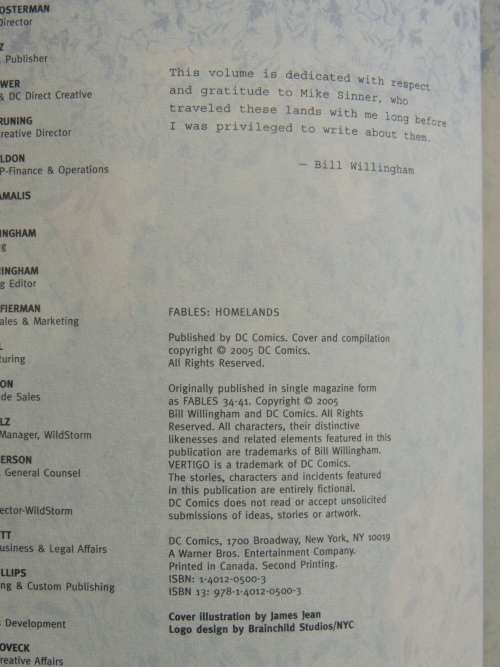 OSTERMAN
Director
Z
Publisher
WER
& DC Direct Creative
RUNING
reative Director
LDON
P-Finance & Operations
AMALIS
INGHAM
g
INGHAM
g Editor
FIERMAN
ales & Marketing
L
turing
ON
de Sales
LZ
Manager, WildStorm
ERSON
General Counsel
ector-WildStorm
TT
usiness & Legal Affairs
LLIPS
ng & Custom Publishing
s Development
OVECK
reative Affairs
This volume is dedicated with respect
and gratitude to Mike Sinner, who
traveled these lands with me long before
I was privileged to write about them.
— Bill Willingham
FABLES: HOMELANDS
Published by DC Comics. Cover and compilation
copyright © 2005 DC Comics.
All Rights Reserved.
Originally published in single magazine form
as FABLES 34-41. Copyright © 2005
Bill Willingham and DC Comics. All Rights
Reserved. All characters, their distinctive
likenesses and related elements featured in this
publication are trademarks of Bill Willingham.
VERTIGO is a trademark of DC Comics.
The stories, characters and incidents featured
in this publication are entirely fictional.
DC Comics does not read or accept unsolicited
submissions of ideas, stories or artwork.
DC Comics, 1700 Broadway, New York, NY 10019
A Warner Bros. Entertainment Company.
Printed in Canada. Second Printing.
ISBN: 1-4012-0500-3
ISBN 13: 978-1-4012-0500-3
Cover illustration by James Jean
Logo design by Brainchild Studios/NYC